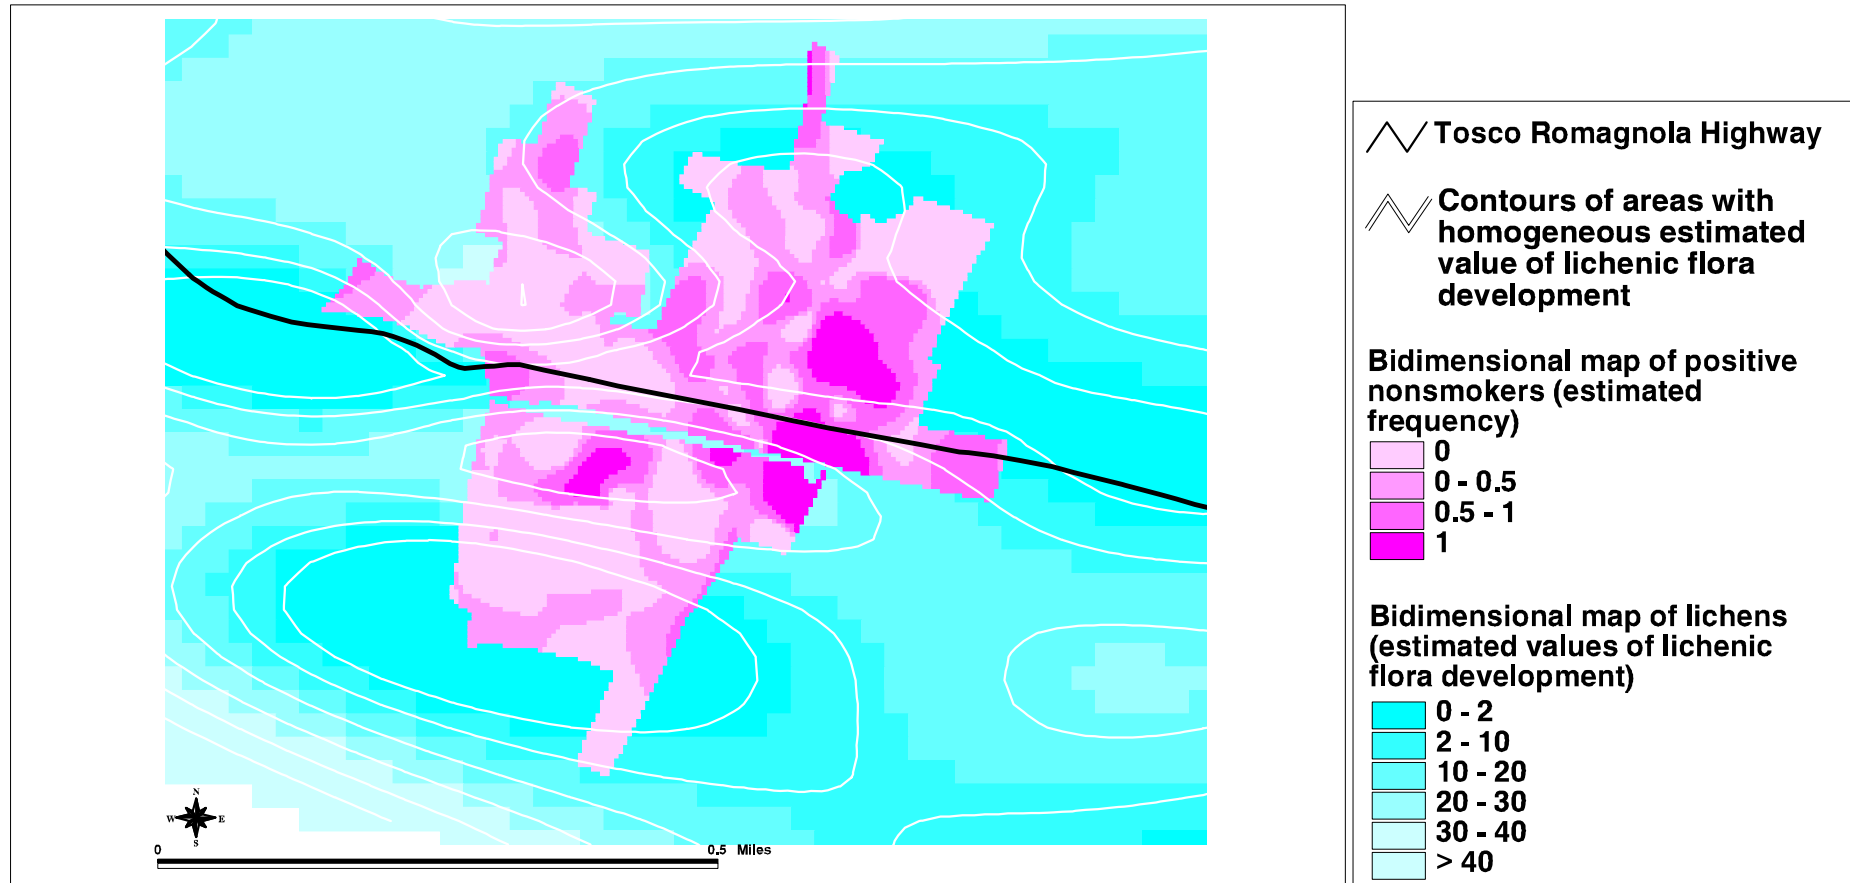 Tosco Romagnola Highway
Contours of areas with
homogeneous estimated
value of lichenic flora
development
Bidimensional map of positive
nonsmokers (estimated
frequency)
0
0 - 0.5
0.5 - 1
1
Bidimensional map of lichens
(estimated values of lichenic
flora development)
0 - 2
2 - 10
10 - 20
20 - 30
30 - 40
> 40
N
W E
S
0 0.5 Miles